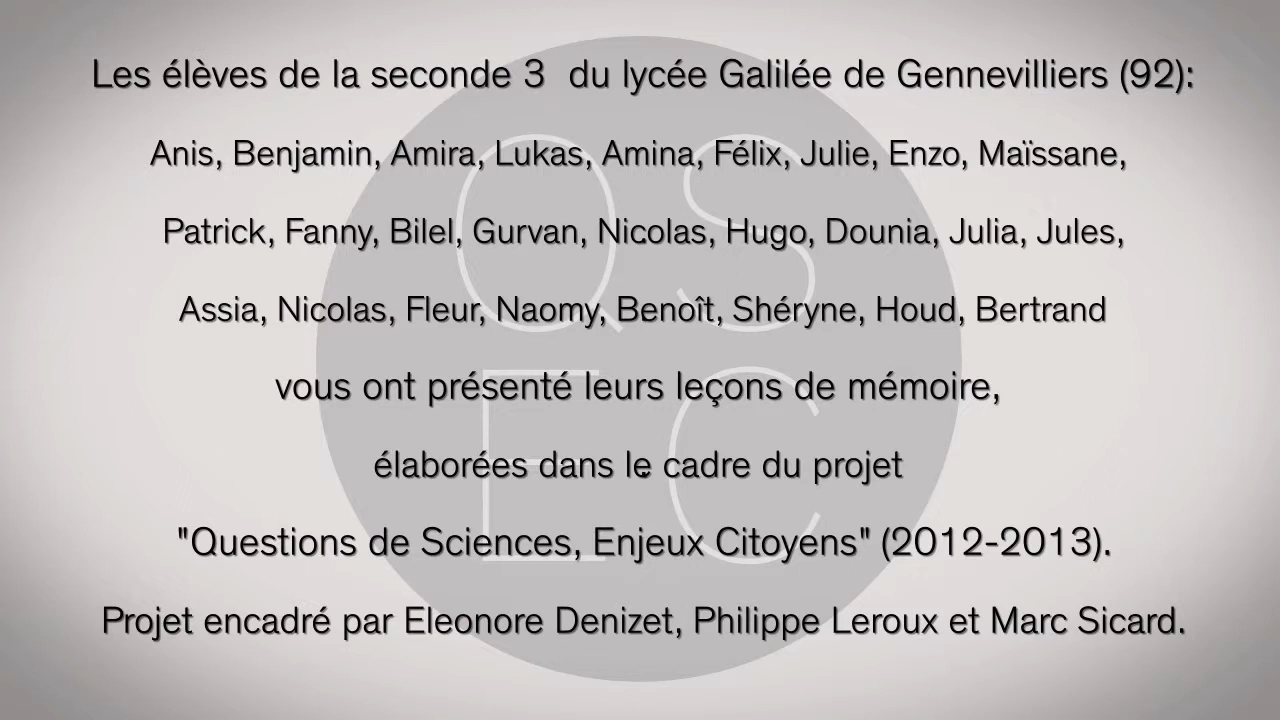 Les élèves de la seconde 3  du lycée Galilée de Gennevilliers (92):
Anis, Benjamin, Amira, Lukas, Amina, Félix, Julie, Enzo, Maïssane,
Patrick, Fanny, Bilel, Gurvan, Nicolas, Hugo, Dounia, Julia, Jules,
Assia, Nicolas, Fleur, Naomy, Benoît, Shéryne, Houd, Bertrand
vous ont présenté leurs leçons de mémoire,
élaborées dans le cadre du projet
"Questions de Sciences, Enjeux Citoyens" (2012-2013).
Projet encadré par Eleonore Denizet, Philippe Leroux et Marc Sicard.
QS
EC